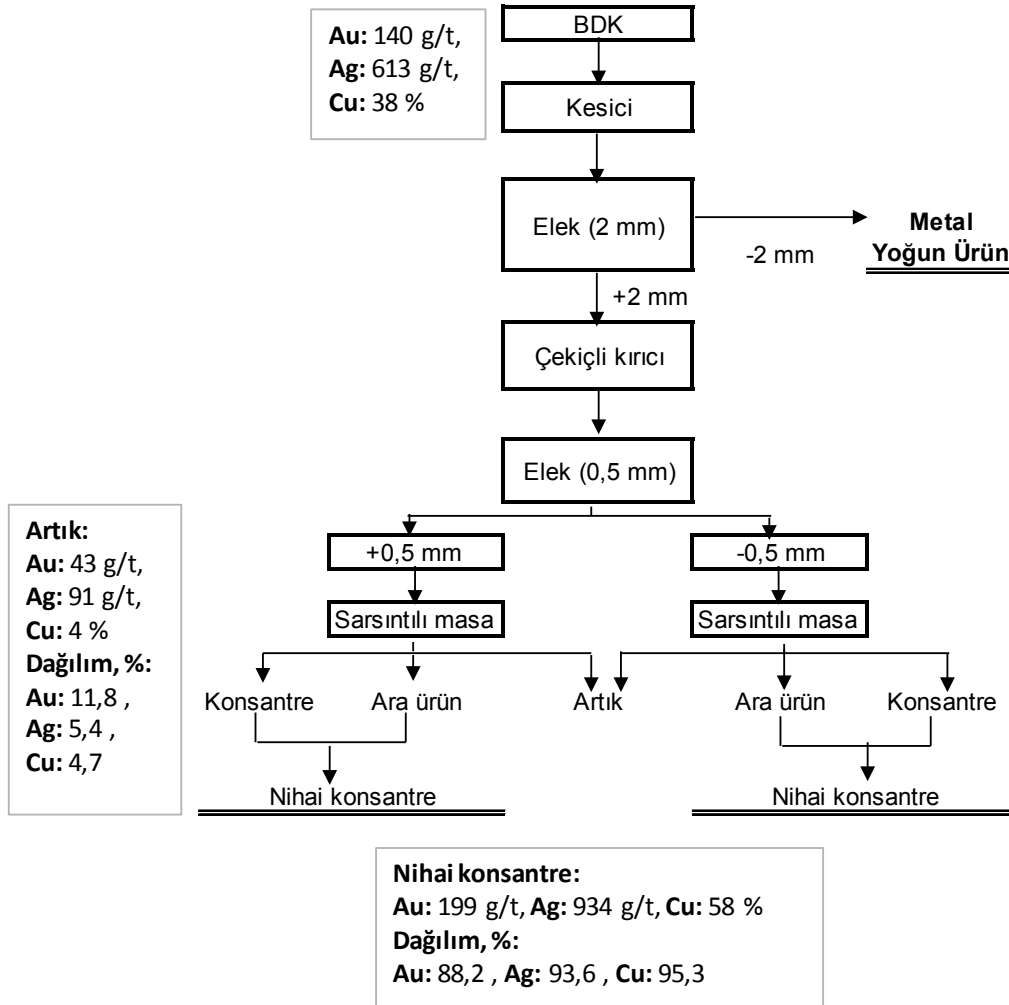 Au: 140 g/t,
Ag: 613 g/t,
Cu: 38 %
BDK
Kesici
Elek (2 mm)
-2 mm
Metal
Yoğun Ürün
+2 mm
Çekiçli kırıcı
Elek (0,5 mm)
+0,5 mm
-0,5 mm
Sarsıntılı masa
Sarsıntılı masa
Konsantre
Ara ürün
Artık
Ara ürün
Konsantre
Nihai konsantre
Nihai konsantre
Artık:
Au: 43 g/t,
Ag: 91 g/t,
Cu: 4 %
Dağılım, %:
Au: 11,8 ,
Ag: 5,4 ,
Cu: 4,7
Nihai konsantre:
Au: 199 g/t, Ag: 934 g/t, Cu: 58 %
Dağılım, %:
Au: 88,2 , Ag: 93,6 , Cu: 95,3